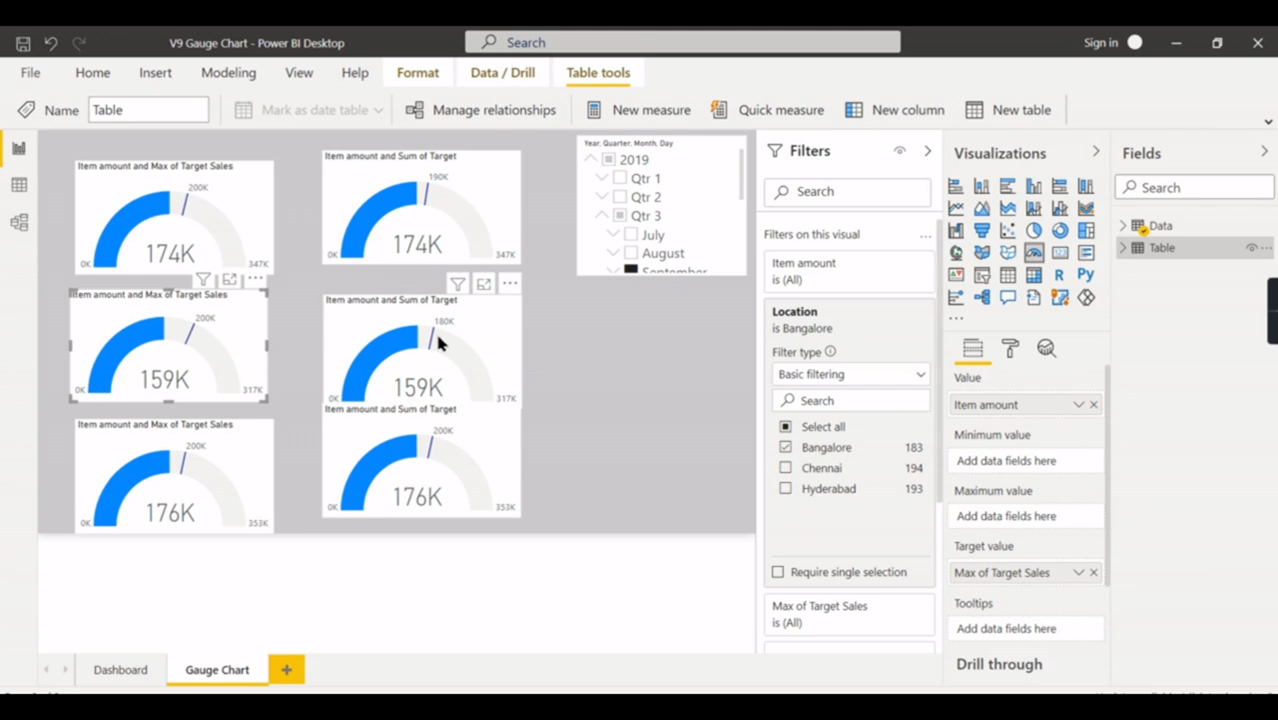 V9 Gauge Chart - Power BI Desktop
Search
Sign in
File Home Insert Modeling View Help Format Data / Drill Table tools
Name Table Mark as date table Manage relationships New measure Quick measure New column New table
Item amount and Max of Target Sales
200K
174K
0K 347K
Item amount and Sum of Target
190K
174K
0K 347K
Year, Quarter, Month, Day
2019
Qtr 1
Qtr 2
Qtr 3
July
August
September
Item amount and Max of Target Sales
200K
159K
0K 317K
Item amount and Sum of Target
180K
159K
0K 317K
Item amount and Max of Target Sales
200K
176K
0K 353K
Item amount and Sum of Target
200K
176K
0K 353K
Filters
Search
Filters on this visual
Item amount
is (All)
Location
is Bangalore
Filter type
Basic filtering
Search
Select all
Bangalore 183
Chennai 194
Hyderabad 193
Require single selection
Max of Target Sales
is (All)
Visualizations
R Py
Value
Item amount
Minimum value
Add data fields here
Maximum value
Add data fields here
Target value
Max of Target Sales
Tooltips
Add data fields here
Drill through
Fields
Search
Data
Table
Dashboard Gauge Chart